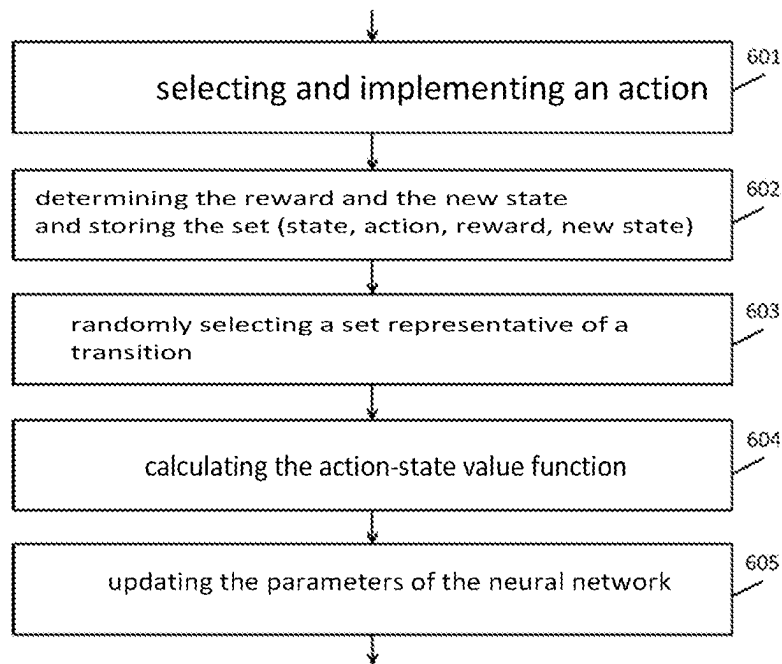 601
selecting and implementing an action
602
determining the reward and the new state
and storing the set (state, action, reward, new state)
603
randomly selecting a set representative of a
transition
604
calculating the action-state value function
605
updating the parameters of the neural network